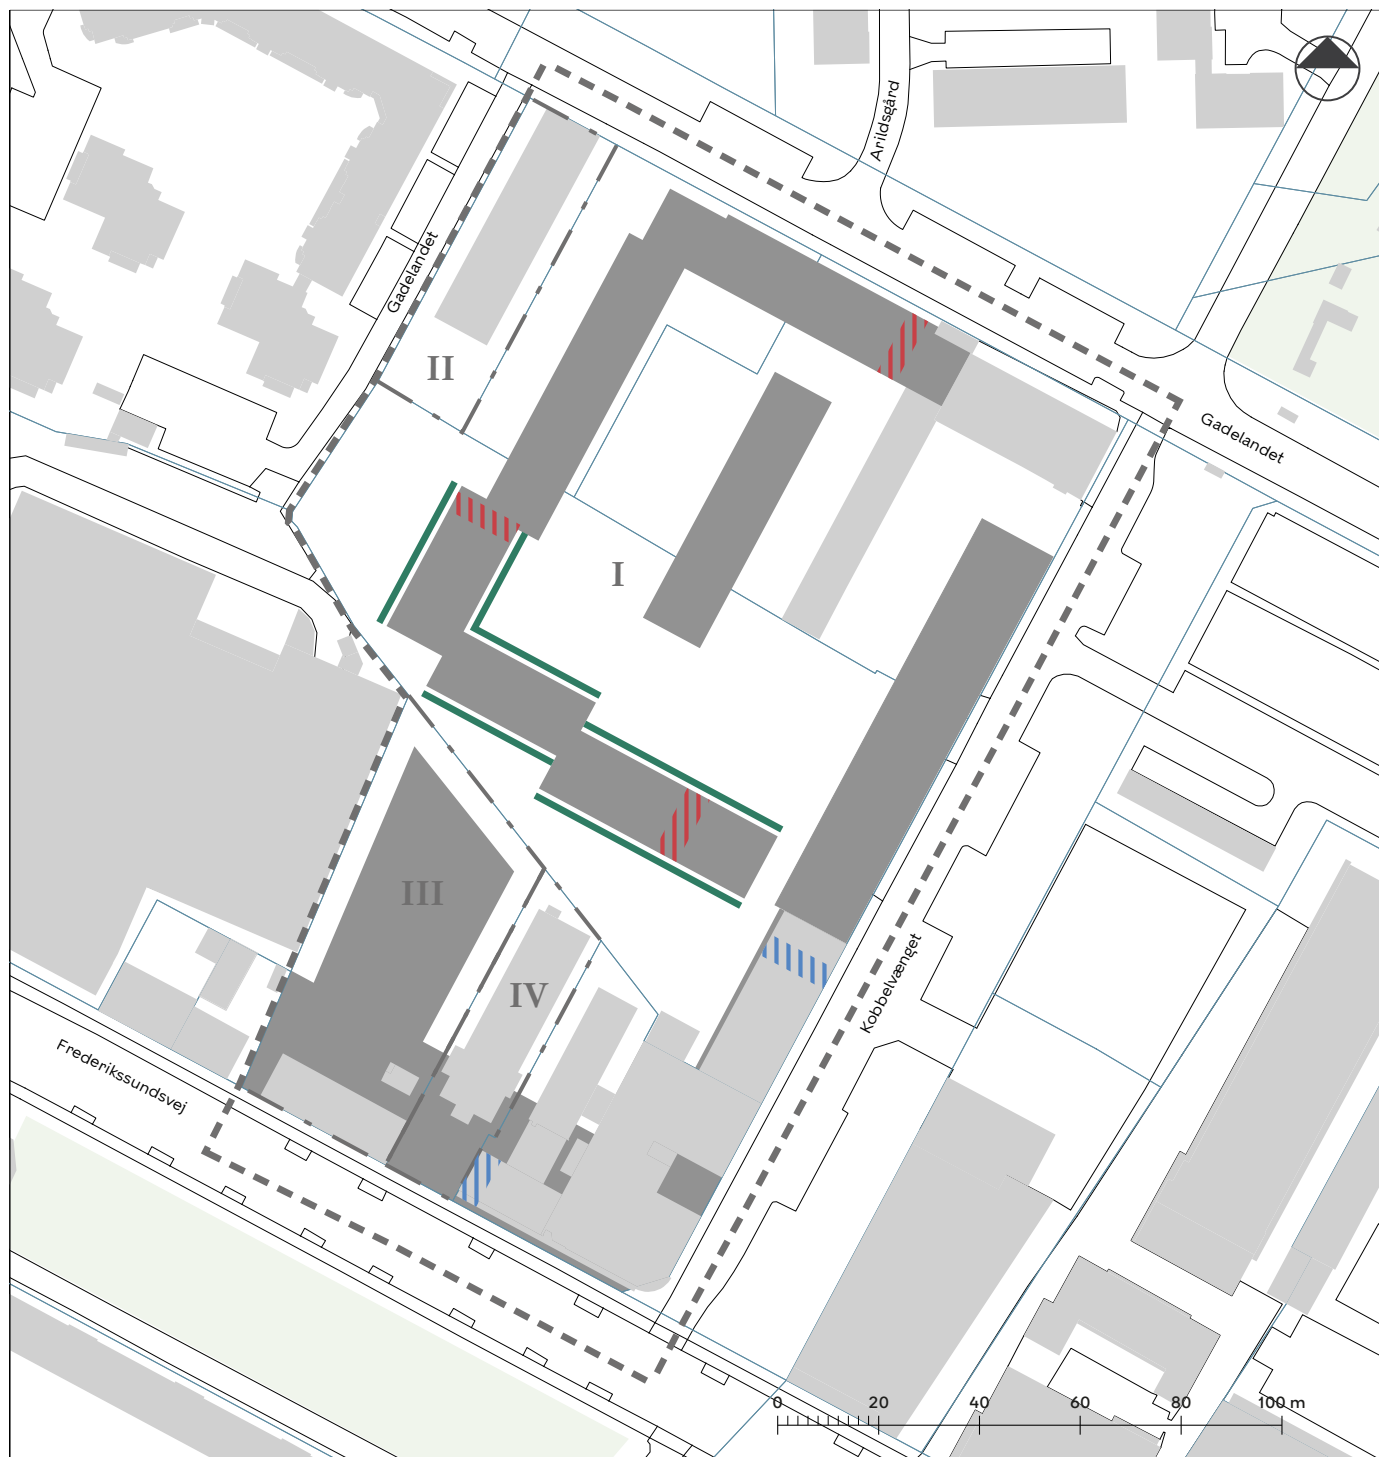 Arildsgård
Gadelandet
II
Gadelandet
I
III
Kobbelvænget
IV
Frederikssundsvej
0 20 40 60 80 100 m